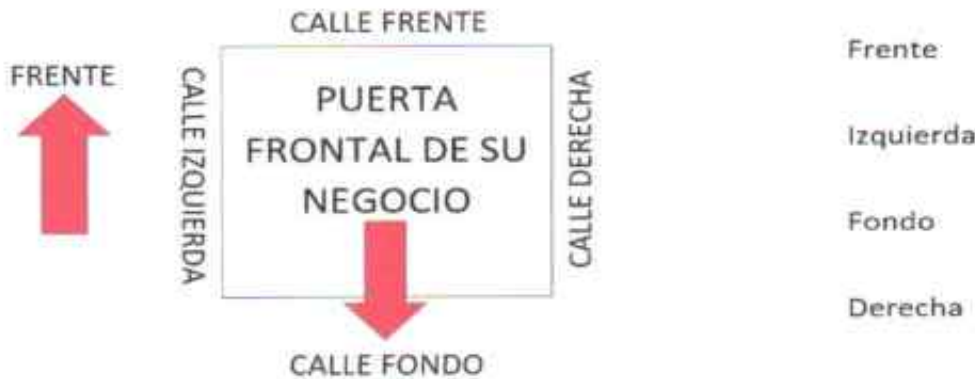 CALLE FRENTE
FRENTE
CALLE IZQUIERDA
PUERTA
FRONTAL DE SU
NEGOCIO
CALLE DERECHA
CALLE FONDO
Frente
Izquierda
Fondo
Derecha